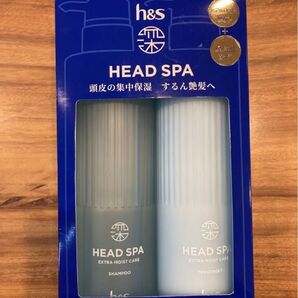 h&s
HEAD SPA
頭皮の集中保湿 するん艶髪へ
HEAD SPA
EXTRA MOIST CARE
SHAMPOO
h&s
HEAD SPA
EXTRA MOIST CARE
TREATMENT
h&s